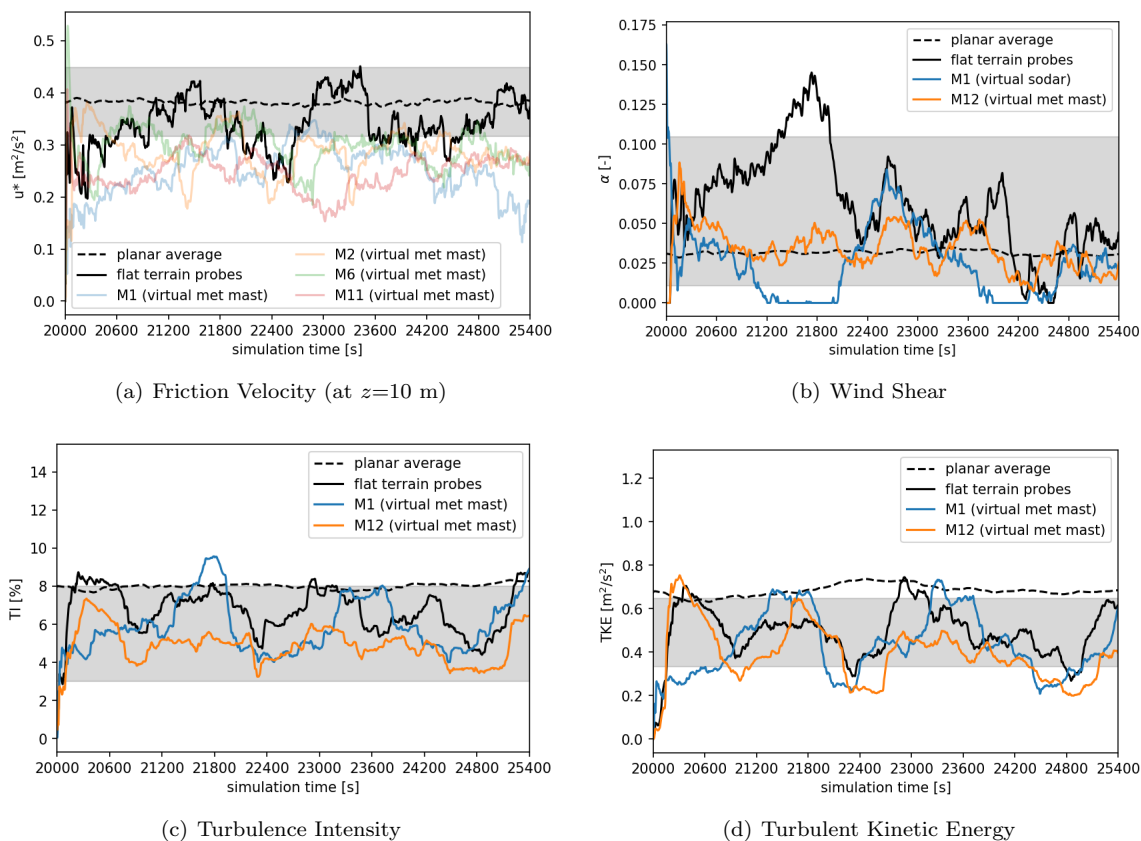 0.5
0.4
0.3
0.2
0.1
0.0
u* [m²/s²]
planar average
flat terrain probes
M1 (virtual met mast)
M2 (virtual met mast)
M6 (virtual met mast)
M11 (virtual met mast)
20000 20600 21200 21800 22400 23000 23600 24200 24800 25400
simulation time [s]
(a) Friction Velocity (at z=10 m)
0.175
0.150
0.125
0.100
0.075
0.050
0.025
0.000
α [-]
planar average
flat terrain probes
M1 (virtual sodar)
M12 (virtual met mast)
20000 20600 21200 21800 22400 23000 23600 24200 24800 25400
simulation time [s]
(b) Wind Shear
14
12
10
8
6
4
2
0
TI [%]
planar average
flat terrain probes
M1 (virtual met mast)
M12 (virtual met mast)
20000 20600 21200 21800 22400 23000 23600 24200 24800 25400
simulation time [s]
(c) Turbulence Intensity
1.2
1.0
0.8
0.6
0.4
0.2
0.0
TKE [m²/s²]
planar average
flat terrain probes
M1 (virtual met mast)
M12 (virtual met mast)
20000 20600 21200 21800 22400 23000 23600 24200 24800 25400
simulation time [s]
(d) Turbulent Kinetic Energy